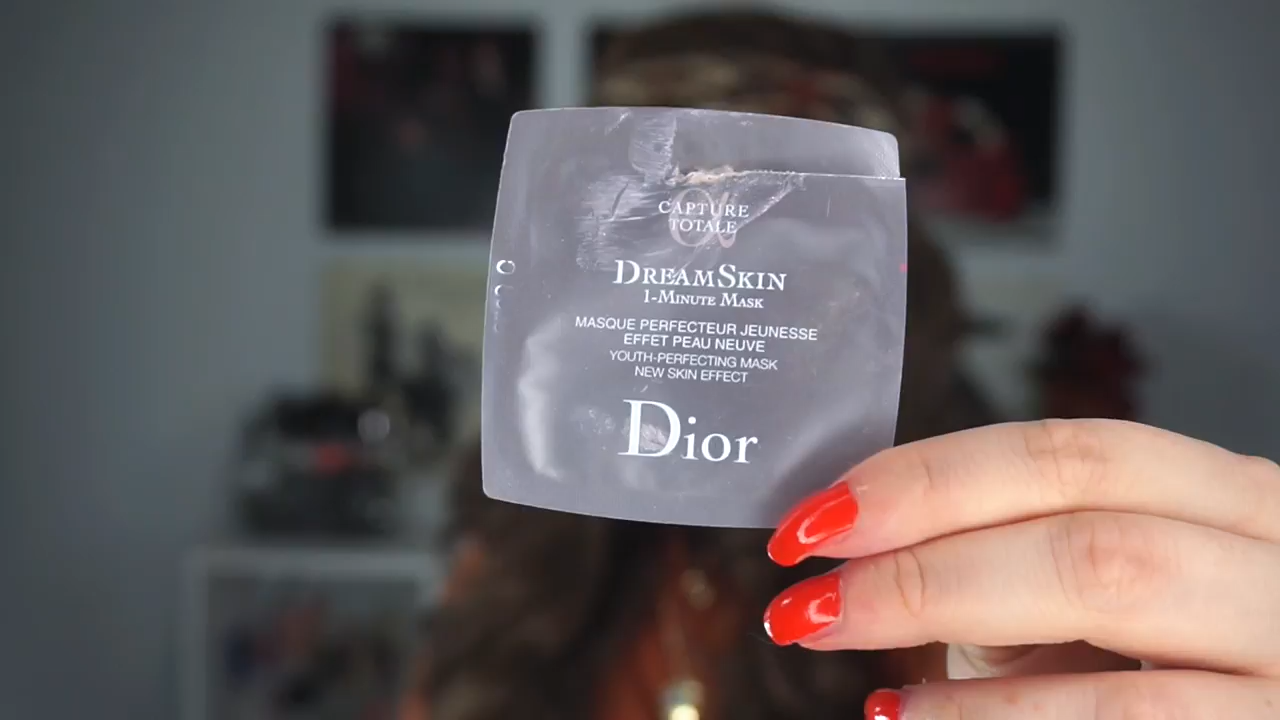 CAPTURE
TOTALE
DREAMSKIN
1-MINUTE MASK
MASQUE PERFECTEUR JEUNESSE
EFFET PEAU NEUVE
YOUTH-PERFECTING MASK
NEW SKIN EFFECT
Dior